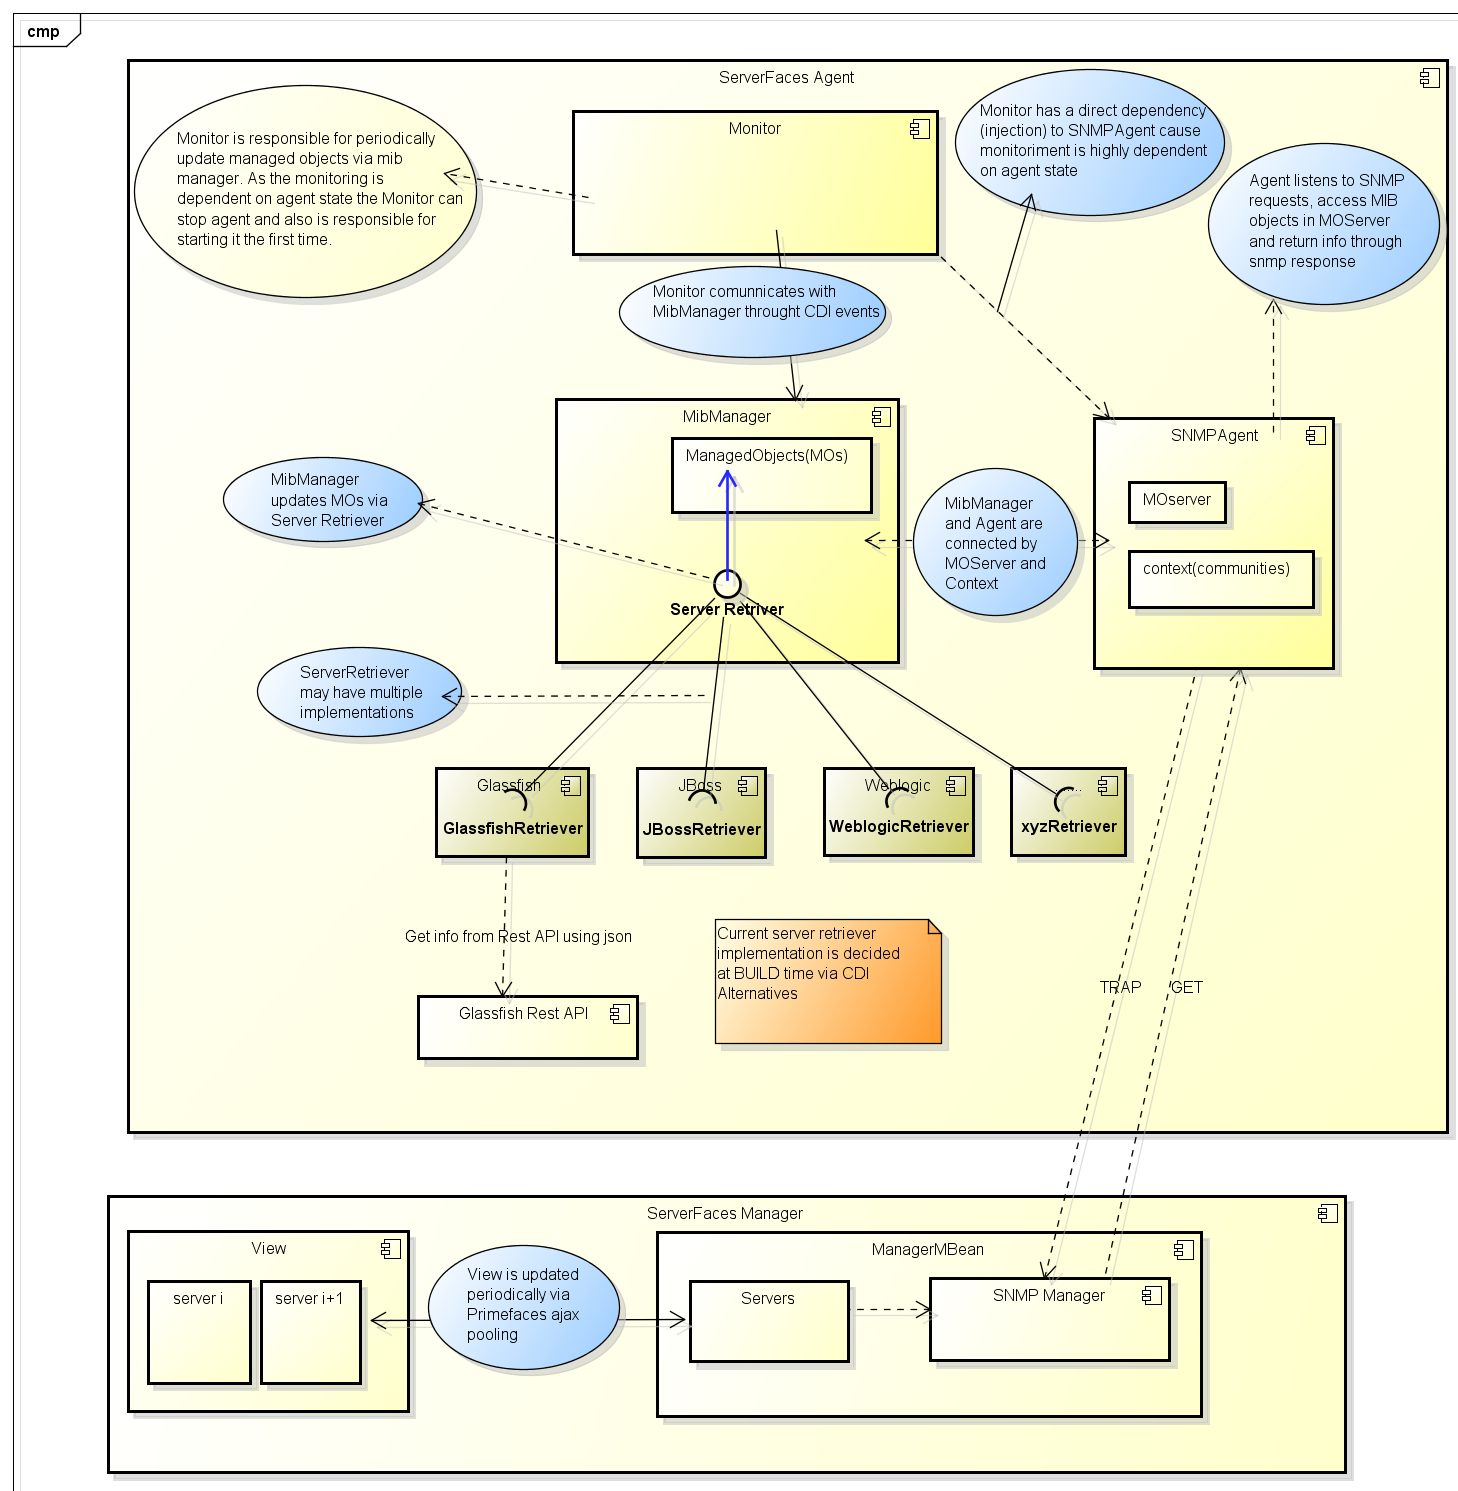 cmp
ServerFaces Agent
Monitor is responsible for periodically
update managed objects via mib
manager. As the monitoring is
dependent on agent state the Monitor can
stop agent and also is responsible for
starting it the first time.
Monitor
Monitor has a direct dependency
(injection) to SNMPAgent cause
monitoriment is highly dependent
on agent state
Agent listens to SNMP
requests, access MIB
objects in MOServer
and return info through
snmp response
Monitor comunnicates with
MibManager throught CDI events
MibManager
ManagedObjects(MOs)
Server Retriver
SNMPAgent
MOserver
context(communities)
MibManager
updates MOs via
Server Retriever
MibManager
and Agent are
connected by
MOServer and
Context
ServerRetriever
may have multiple
implementations
Glassfish
GlassfishRetriever
JBoss
JBossRetriever
Weblogic
WeblogicRetriever
......
xyzRetriever
Get info from Rest API using json
Glassfish Rest API
Current server retriever
implementation is decided
at BUILD time via CDI
Alternatives
TRAP
GET
ServerFaces Manager
View
server i
server i+1
View is updated
periodically via
Primefaces ajax
pooling
ManagerMBean
Servers
SNMP Manager